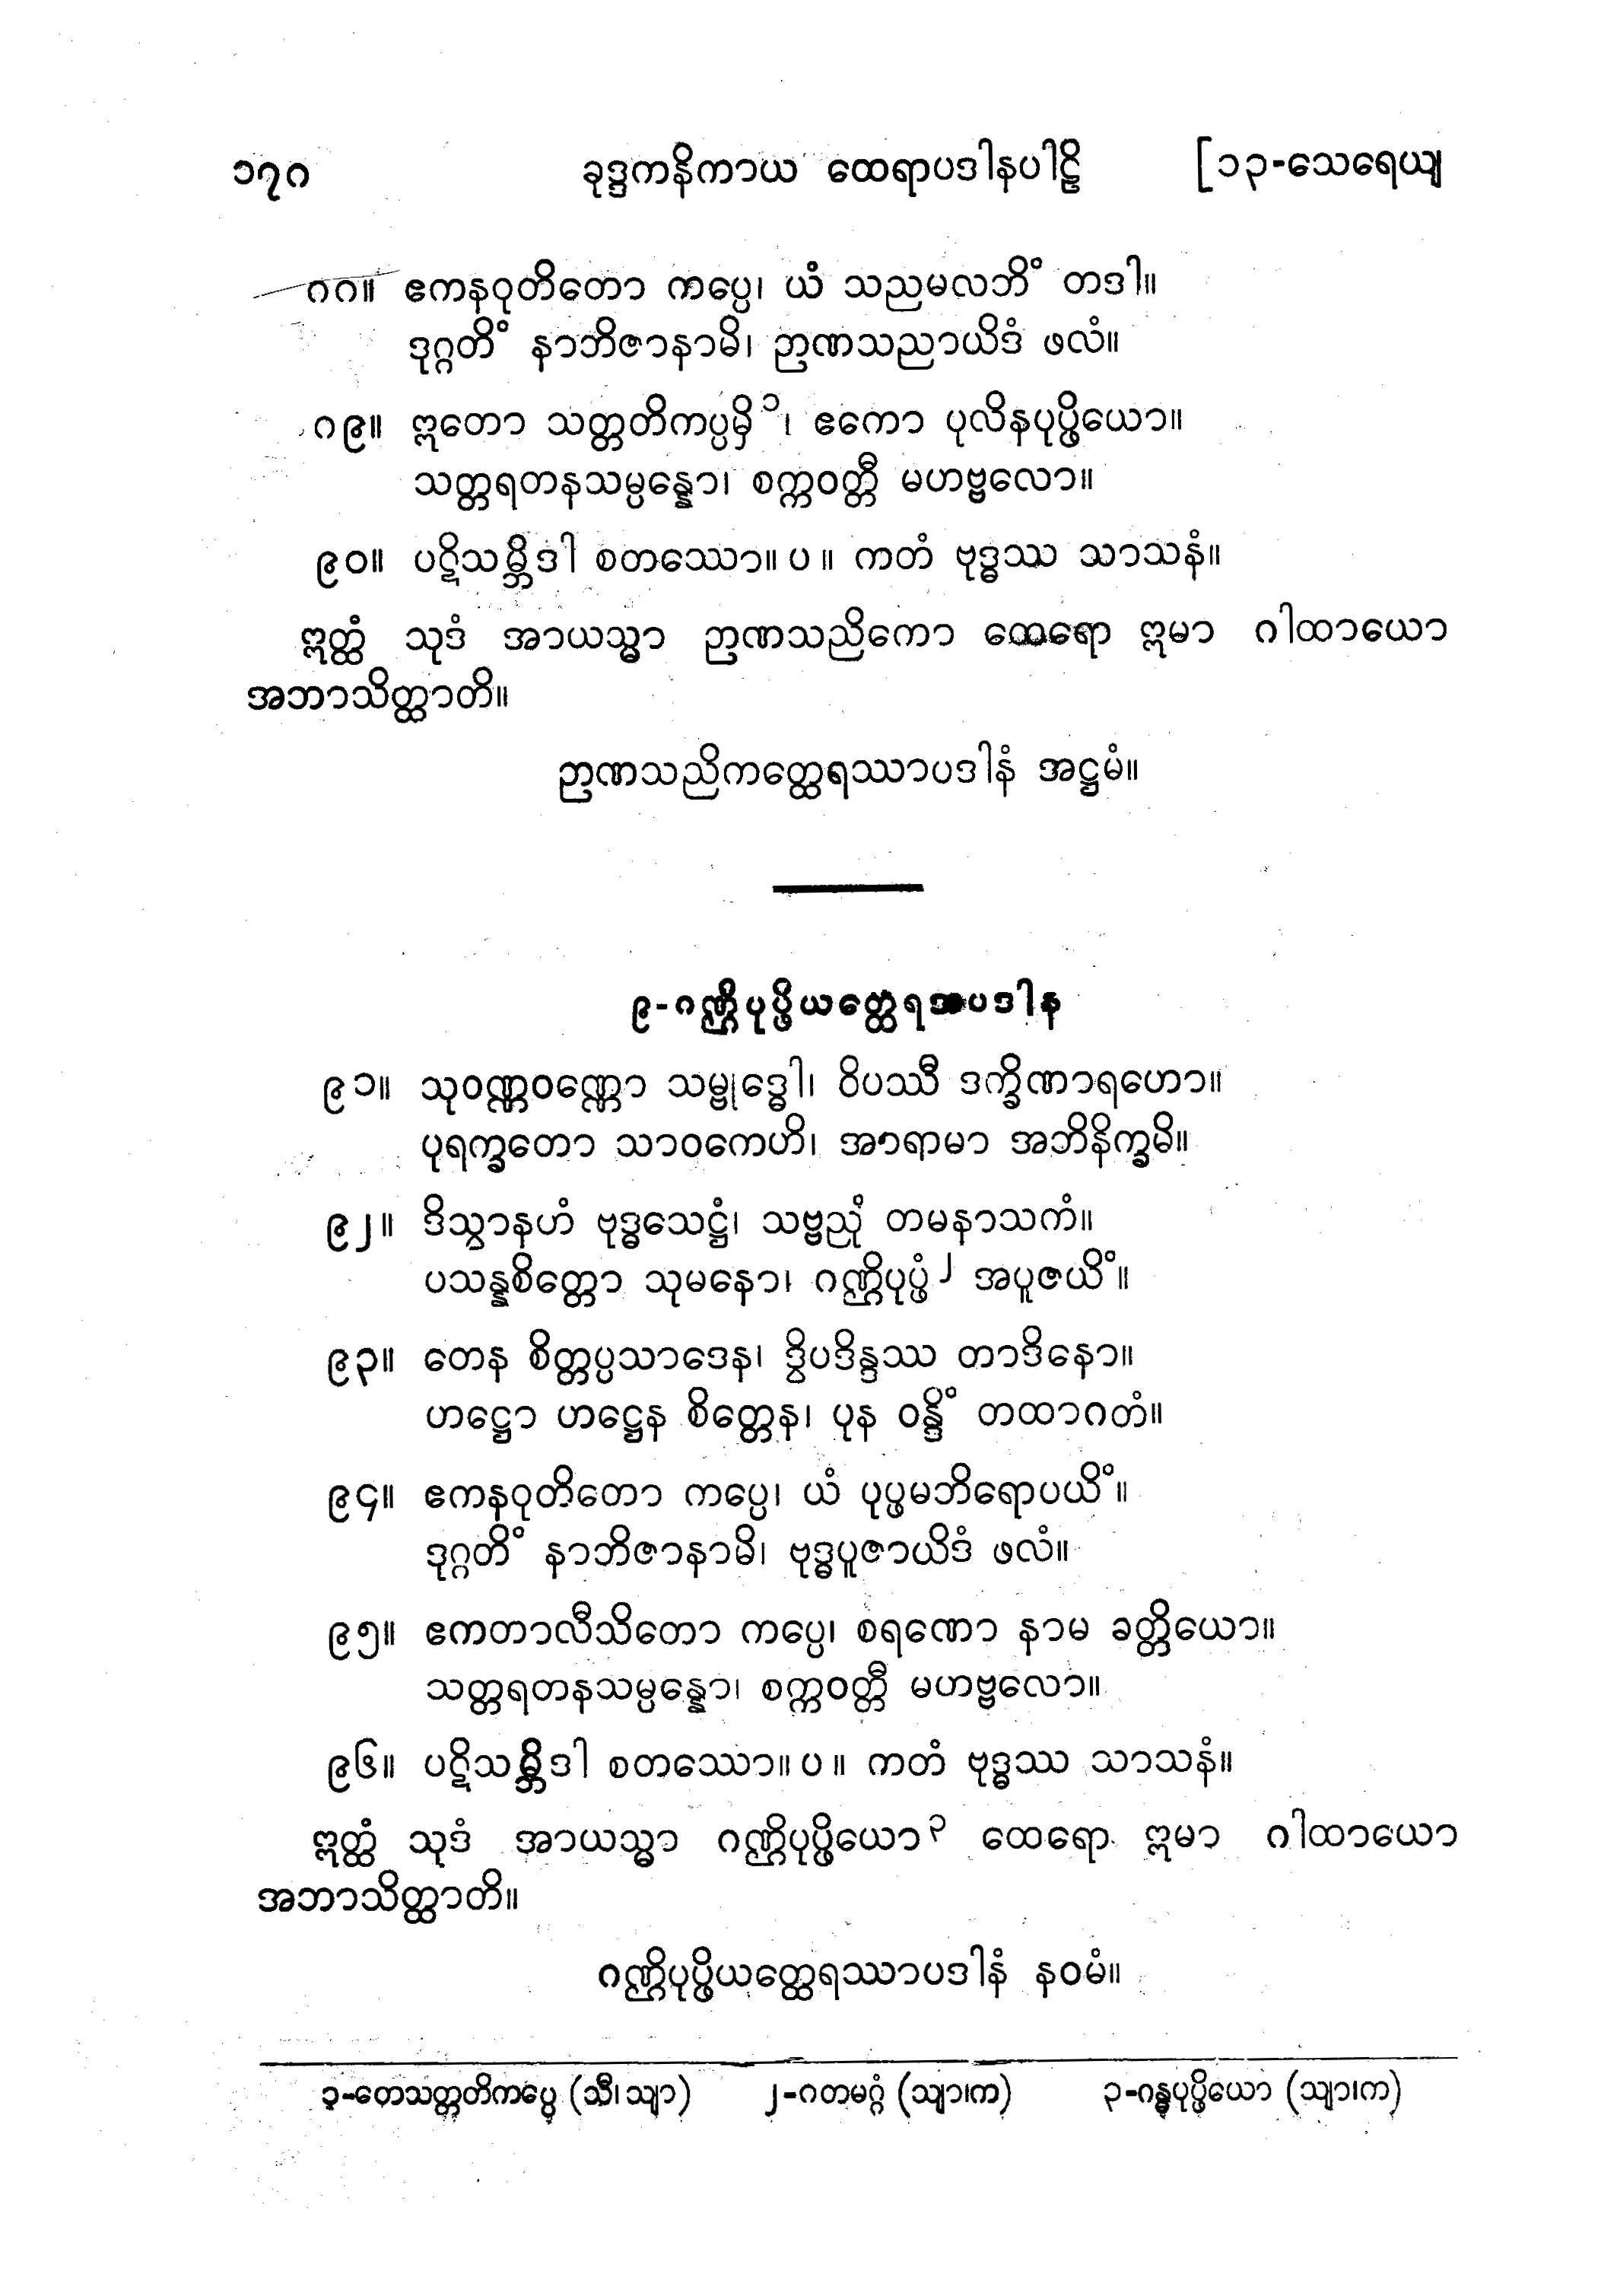 ၁၇၈ ခုဒ္ဒကနိကာယ ထေရာပဒါနပါဠိ [၁၃-သေရေယျ
၈၈။ ဧကနဝုတိတော ကပ္ပေ၊ ယံ သညမလဘိံ တဒါ။
ဒုဂ္ဂတိံ နာဘိဇာနာမိ၊ ဉာဏသညာယိဒံ ဖလံ။
၈၉။ ဣတော သတ္တတိကပ္ပမှိ ၁၊ ဧကော ပုလိနပုပ္ဖိယော။
သတ္တရတနသမ္ပန္နော၊ စက္ကဝတ္တီ မဟဗ္ဗလော။
၉၀။ ပဋိသမ္ဘိဒါ စတဿော။ ပ ။ ကတံ ဗုဒ္ဓဿ သာသနံ။
ဣတ္ထံ သုဒံ အာယသ္မာ ဉာဏသညိကော ထေရော ဣမာ ဂါထာယော
အဘာသိတ္ထာတိ။
ဉာဏသညိကတ္ထေရဿာပဒါနံ အဋ္ဌမံ။
၉-ဂဏ္ဌိပုပ္ဖိယတ္ထေရအပဒါန
၉၁။ သုဝဏ္ဏဝဏ္ဏော သမ္ဗုဒ္ဓေါ၊ ဝိပဿီ ဒက္ခိဏာရဟော။
ပုရက္ခတော သာဝကေဟိ၊ အာရာမာ အဘိနိက္ခမိ။
၉၂။ ဒိသွာနဟံ ဗုဒ္ဓသေဋ္ဌံ၊ သဗ္ဗညုံ တမနာသကံ။
ပသန္နစိတ္တော သုမနော၊ ဂဏ္ဌိပုပ္ဖံ ၂ အပူဇယိံ။
၉၃။ တေန စိတ္တပ္ပသာဒေန၊ ဒွိပဒိန္ဒဿ တာဒိနော။
ဟဋ္ဌော ဟဋ္ဌေန စိတ္တေန၊ ပုန ဝန္ဒိံ တထာဂတံ။
၉၄။ ဧကနဝုတိတော ကပ္ပေ၊ ယံ ပုပ္ဖမဘိရောပယိံ။
ဒုဂ္ဂတိံ နာဘိဇာနာမိ၊ ဗုဒ္ဓပူဇာယိဒံ ဖလံ။
၉၅။ ဧကတာလီသိတော ကပ္ပေ၊ စရဏော နာမ ခတ္တိယော။
သတ္တရတနသမ္ပန္နော၊ စက္ကဝတ္တီ မဟဗ္ဗလော။
၉၆။ ပဋိသမ္ဘိဒါ စတဿော။ ပ ။ ကတံ ဗုဒ္ဓဿ သာသနံ။
ဣတ္ထံ သုဒံ အာယသ္မာ ဂဏ္ဌိပုပ္ဖိယော ၃ ထေရော ဣမာ ဂါထာယော
အဘာသိတ္ထာတိ။
ဂဏ္ဌိပုပ္ဖိယတ္ထေရဿာပဒါနံ နဝမံ။
၁-တေသတ္တတိကပ္ပေ (သီ၊ သျာ) ၂-ဂတမဂ္ဂံ (သျာ၊က) ၃-ဂန္ဓပုပ္ဖိယော (သျာ၊က)